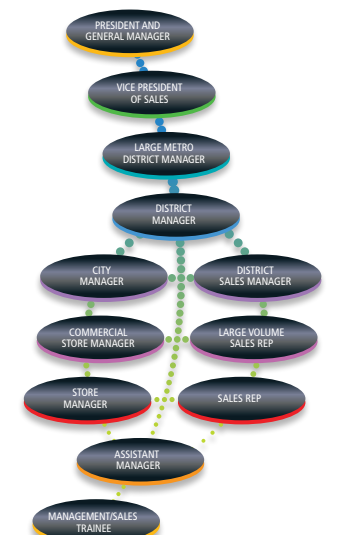 PRESIDENT AND
GENERAL MANAGER
VICE PRESIDENT
OF SALES
LARGE METRO
DISTRICT MANAGER
DISTRICT
MANAGER
CITY
MANAGER
DISTRICT
SALES MANAGER
COMMERCIAL
STORE MANAGER
LARGE VOLUME
SALES REP
STORE
MANAGER
SALES REP
ASSISTANT
MANAGER
MANAGEMENT/SALES
TRAINEE